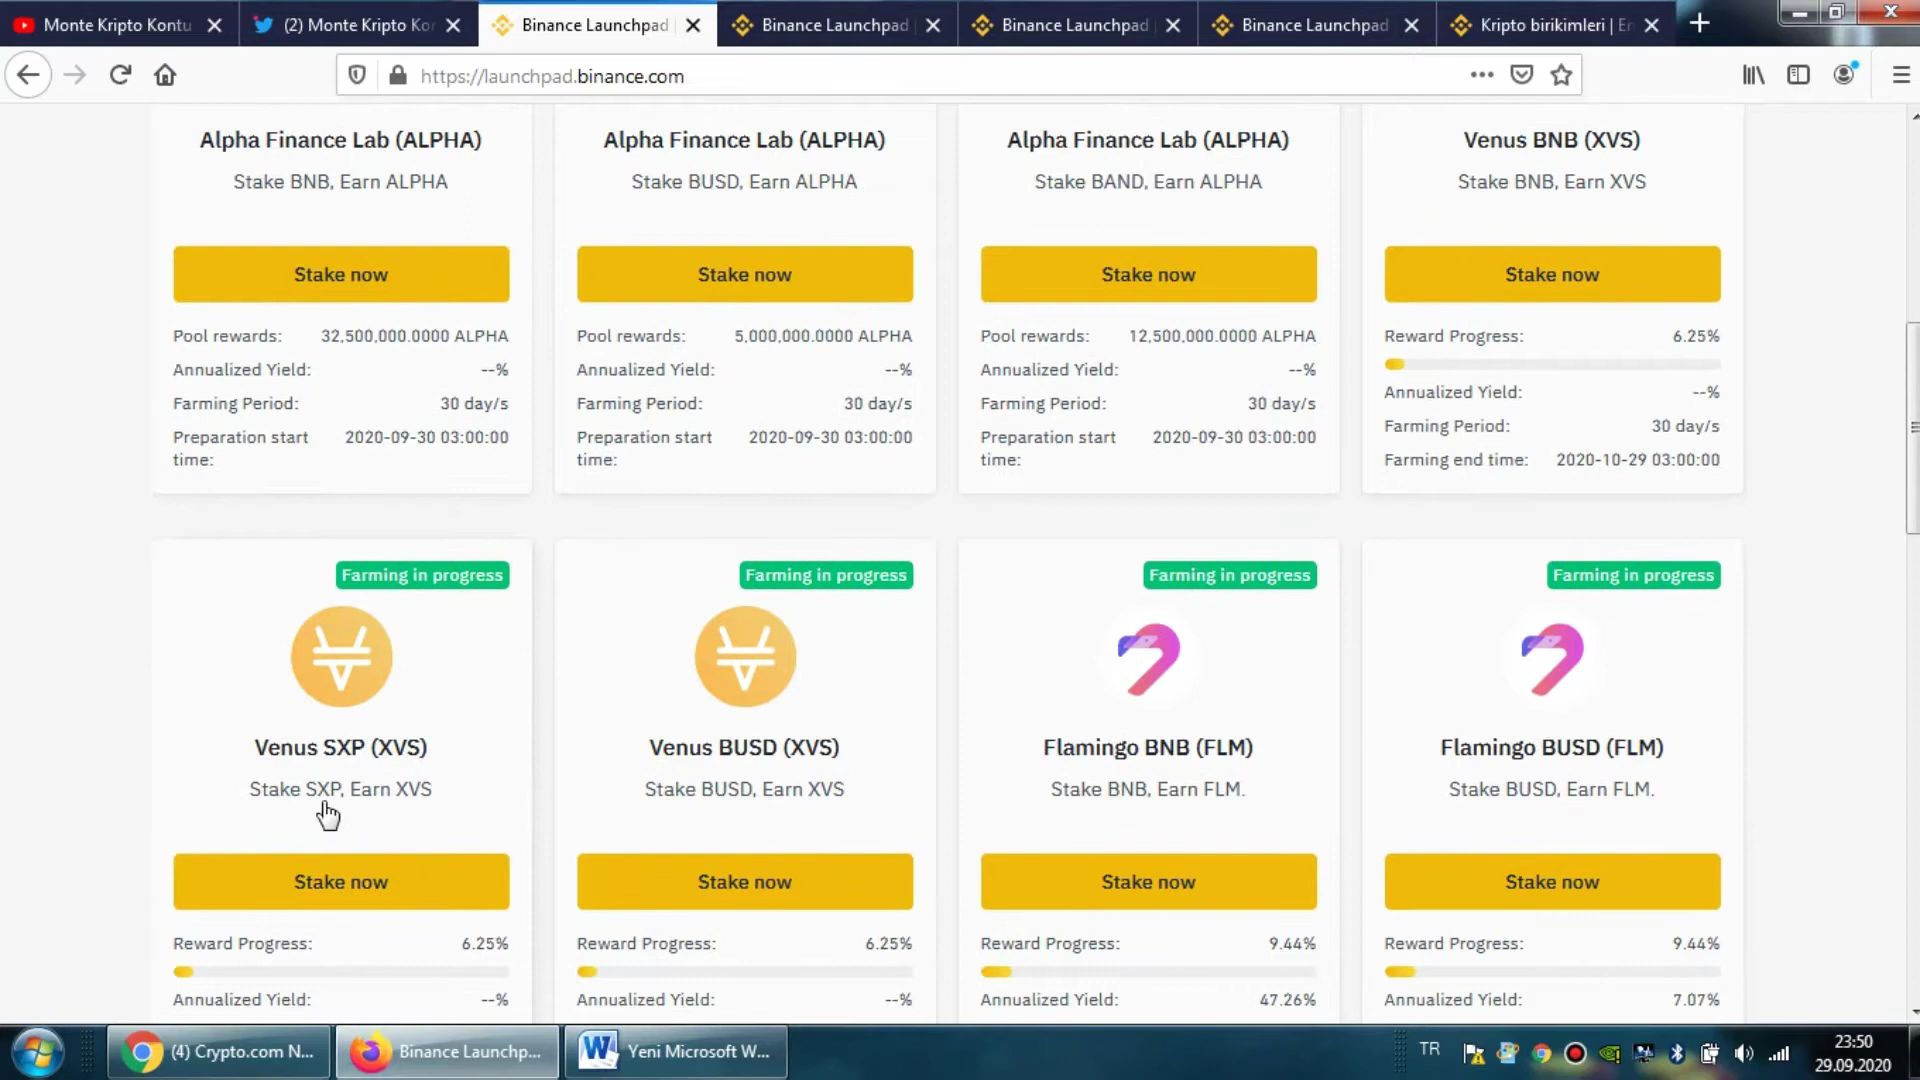 Monte Kripto Kontu
(2) Monte Kripto Kon
Binance Launchpad
Binance Launchpad
Binance Launchpad
Binance Launchpad
Kripto birikimleri | En
https://launchpad.binance.com
Alpha Finance Lab (ALPHA)
Stake BNB, Earn ALPHA
Stake now
Pool rewards: 32,500,000.0000 ALPHA
Annualized Yield: --%
Farming Period: 30 day/s
Preparation start time: 2020-09-30 03:00:00
Alpha Finance Lab (ALPHA)
Stake BUSD, Earn ALPHA
Stake now
Pool rewards: 5,000,000.0000 ALPHA
Annualized Yield: --%
Farming Period: 30 day/s
Preparation start time: 2020-09-30 03:00:00
Alpha Finance Lab (ALPHA)
Stake BAND, Earn ALPHA
Stake now
Pool rewards: 12,500,000.0000 ALPHA
Annualized Yield: --%
Farming Period: 30 day/s
Preparation start time: 2020-09-30 03:00:00
Venus BNB (XVS)
Stake BNB, Earn XVS
Stake now
Reward Progress: 6.25%
Annualized Yield: --%
Farming Period: 30 day/s
Farming end time: 2020-10-29 03:00:00
Farming in progress
Venus SXP (XVS)
Stake SXP, Earn XVS
Stake now
Reward Progress: 6.25%
Annualized Yield: --%
Farming in progress
Venus BUSD (XVS)
Stake BUSD, Earn XVS
Stake now
Reward Progress: 6.25%
Annualized Yield: --%
Farming in progress
Flamingo BNB (FLM)
Stake BNB, Earn FLM.
Stake now
Reward Progress: 9.44%
Annualized Yield: 47.26%
Farming in progress
Flamingo BUSD (FLM)
Stake BUSD, Earn FLM.
Stake now
Reward Progress: 9.44%
Annualized Yield: 7.07%
(4) Crypto.com N...
Binance Launchp...
Yeni Microsoft W...
TR
23:50
29.09.2020